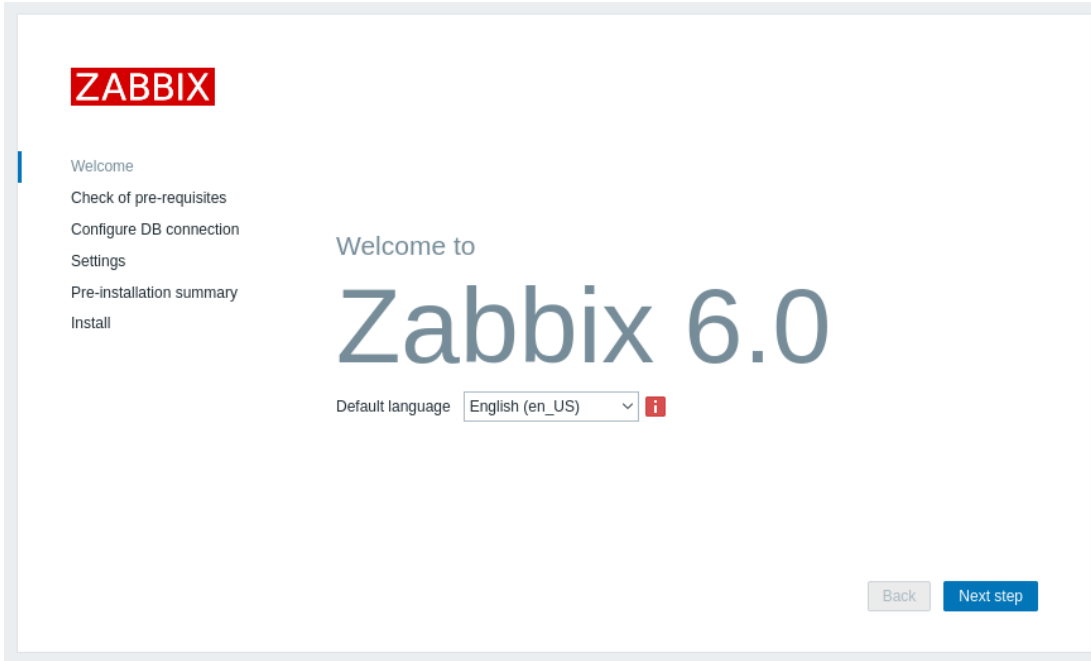 ZABBIX
Welcome
Check of pre-requisites
Configure DB connection
Settings
Pre-installation summary
Install
Welcome to
Zabbix 6.0
Default language English (en_US) i
Back Next step